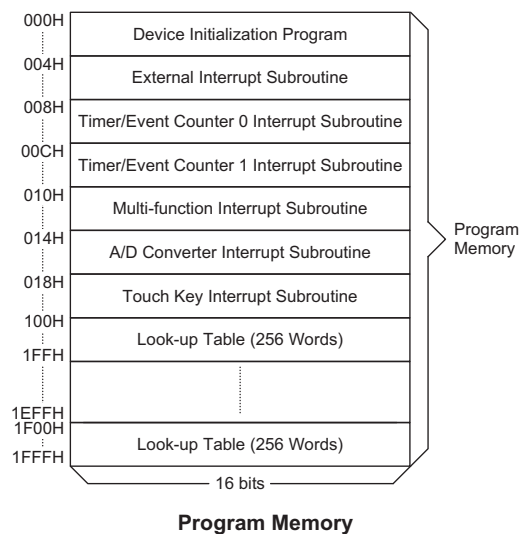 000H
Device Initialization Program
004H
External Interrupt Subroutine
008H
Timer/Event Counter 0 Interrupt Subroutine
00CH
Timer/Event Counter 1 Interrupt Subroutine
010H
Multi-function Interrupt Subroutine
014H
A/D Converter Interrupt Subroutine
018H
Touch Key Interrupt Subroutine
100H
Look-up Table (256 Words)
1FFH
1EFFH
1F00H
Look-up Table (256 Words)
1FFFH
16 bits
Program
Memory
Program Memory